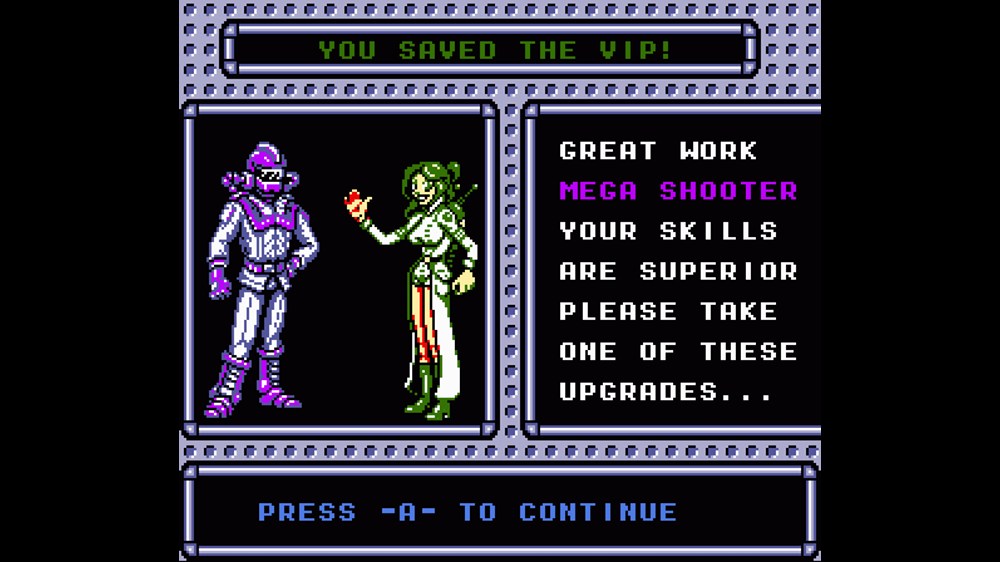 YOU SAVED THE VIP!
GREAT WORK
MEGA SHOOTER
YOUR SKILLS
ARE SUPERIOR
PLEASE TAKE
ONE OF THESE
UPGRADES...
PRESS -A- TO CONTINUE